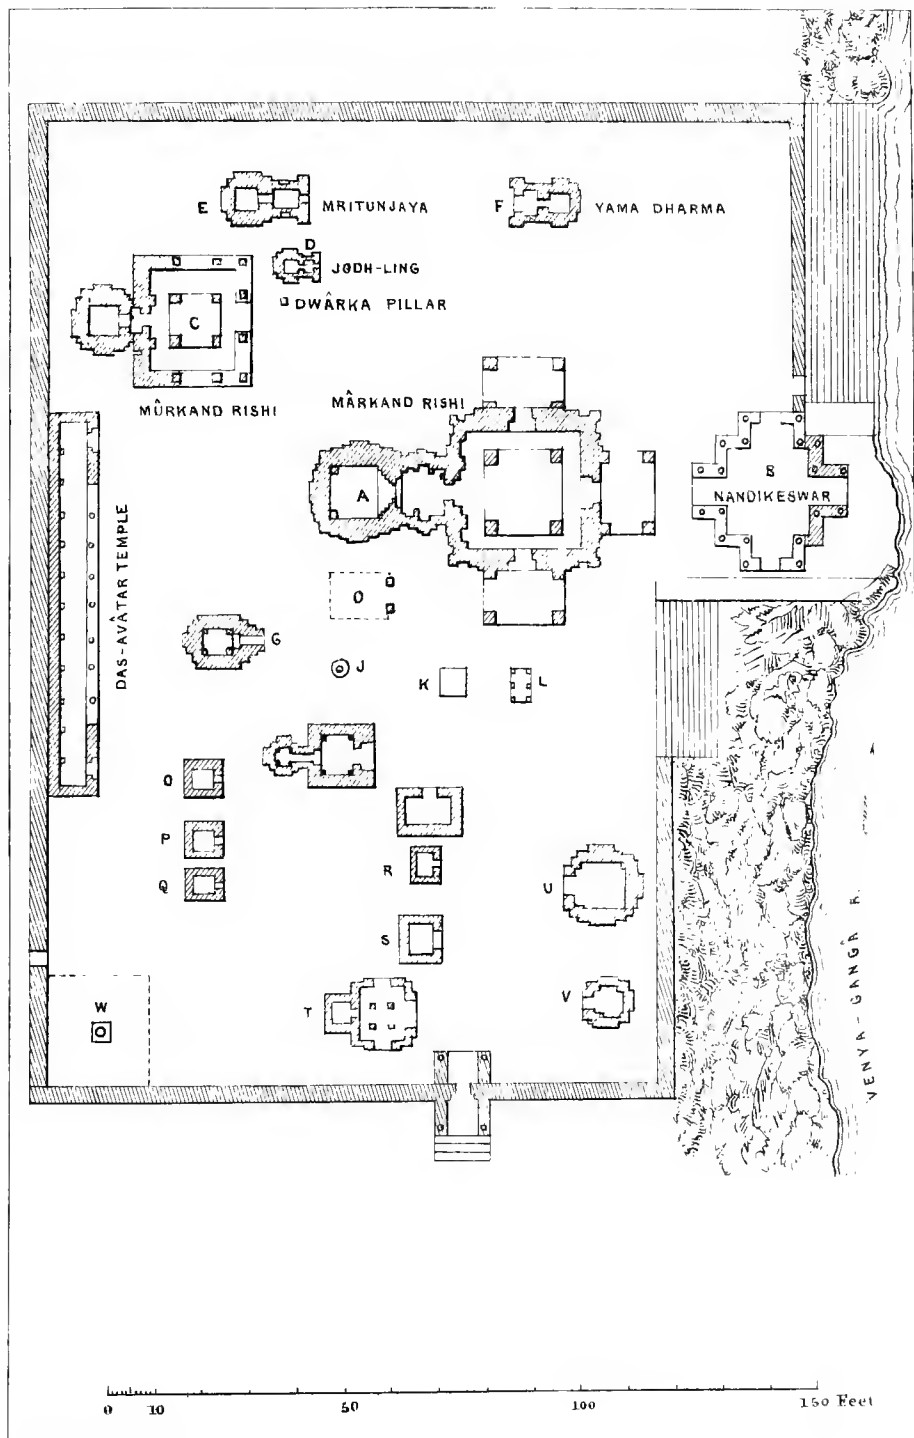 E
MRITUNJAYA
F
YAMA DHARMA
D
JODH-LING
DWÂRKA PILLAR
C
MÛRKAND RISHI
MÂRKAND RISHI
A
B
NANDIKESWAR
DAS-AVÂTAR TEMPLE
O
G
J
K
L
O
P
Q
R
S
T
U
V
W
VENYA-GANGÂ R.
0 10 50 100 150 Feet